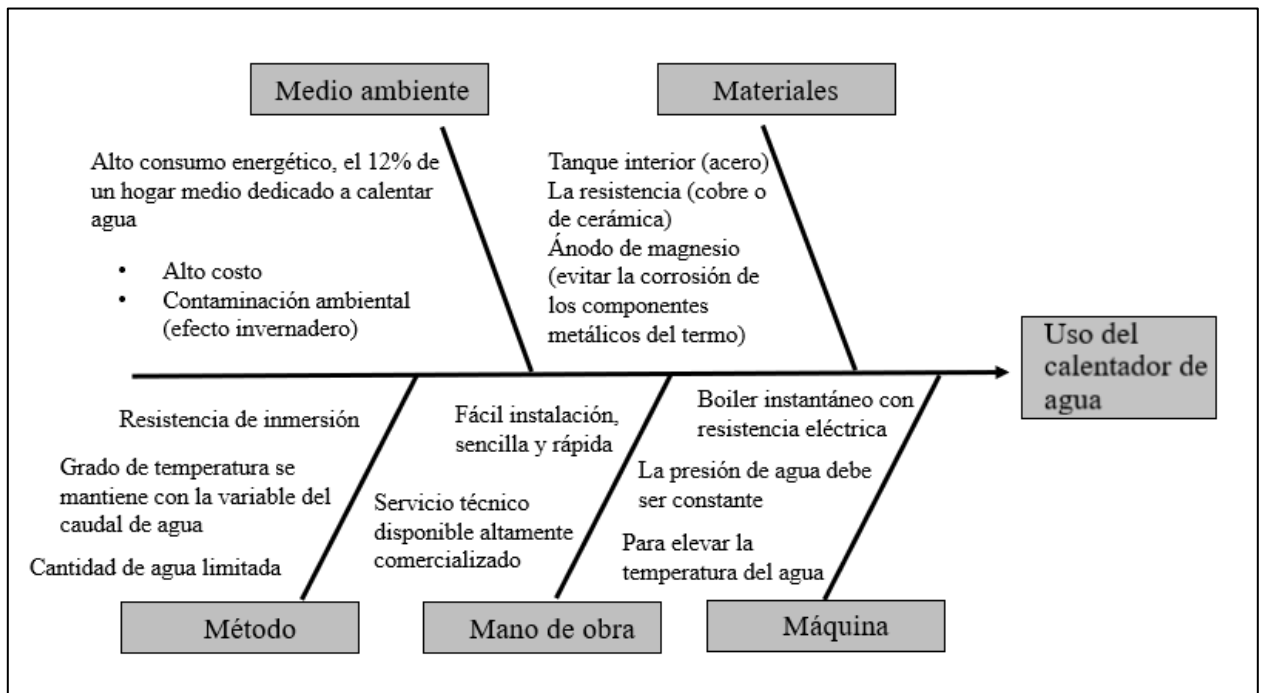 Medio ambiente
Materiales
Alto consumo energético, el 12% de
un hogar medio dedicado a calentar
agua
• Alto costo
• Contaminación ambiental
(efecto invernadero)
Tanque interior (acero)
La resistencia (cobre o
de cerámica)
Ánodo de magnesio
(evitar la corrosión de
los componentes
metálicos del termo)
Uso del
calentador de
agua
Resistencia de inmersión
Grado de temperatura se
mantiene con la variable del
caudal de agua
Cantidad de agua limitada
Fácil instalación,
sencilla y rápida
Servicio técnico
disponible altamente
comercializado
Boiler instantáneo con
resistencia eléctrica
La presión de agua debe
ser constante
Para elevar la
temperatura del agua
Método
Mano de obra
Máquina